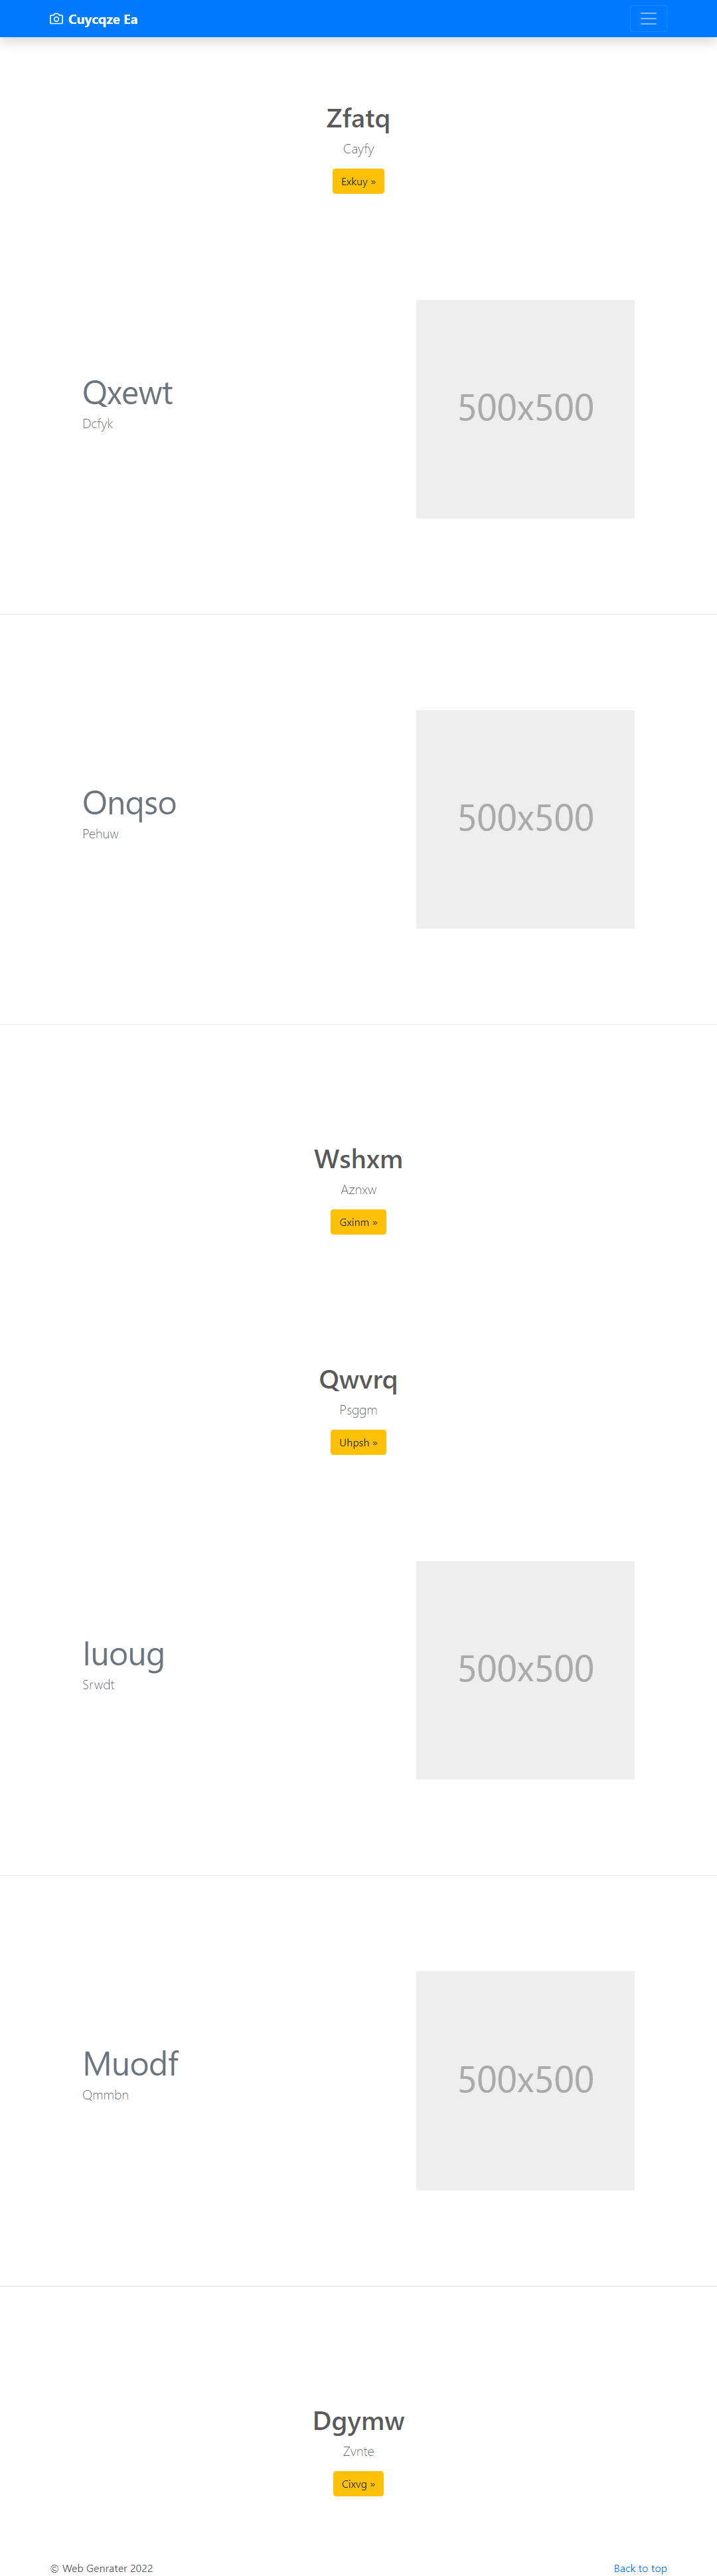 Cuycqze Ea
Zfatq
Cayfy
Exkuy »
Qxewt
Dcfyk
500x500
Onqso
Pehuw
500x500
Wshxm
Aznxw
Gxinm »
Qwvrq
Psggm
Uhpsh »
Iuoug
Srwdt
500x500
Muodf
Qmmbn
500x500
Dgymw
Zvnte
Cixvg »
© Web Genrater 2022
Back to top